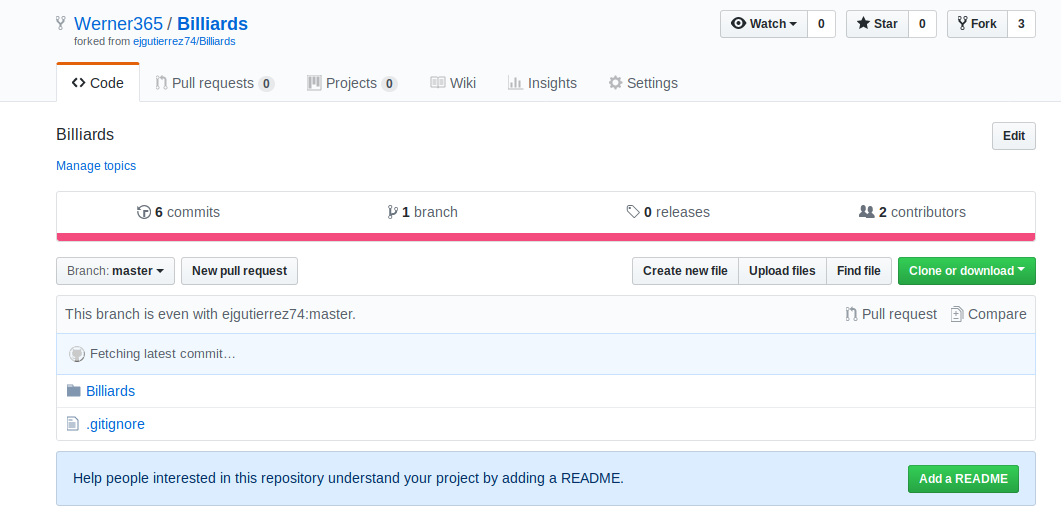 Werner365 / Billiards
Watch 0 Star 0 Fork 3
forked from ejgutierrez74/Billiards
Code Pull requests 0 Projects 0 Wiki Insights Settings
Billiards
Edit
Manage topics
6 commits 1 branch 0 releases 2 contributors
Branch: master New pull request Create new file Upload files Find file Clone or download
This branch is even with ejgutierrez74:master. Pull request Compare
Fetching latest commit…
Billiards
.gitignore
Help people interested in this repository understand your project by adding a README. Add a README